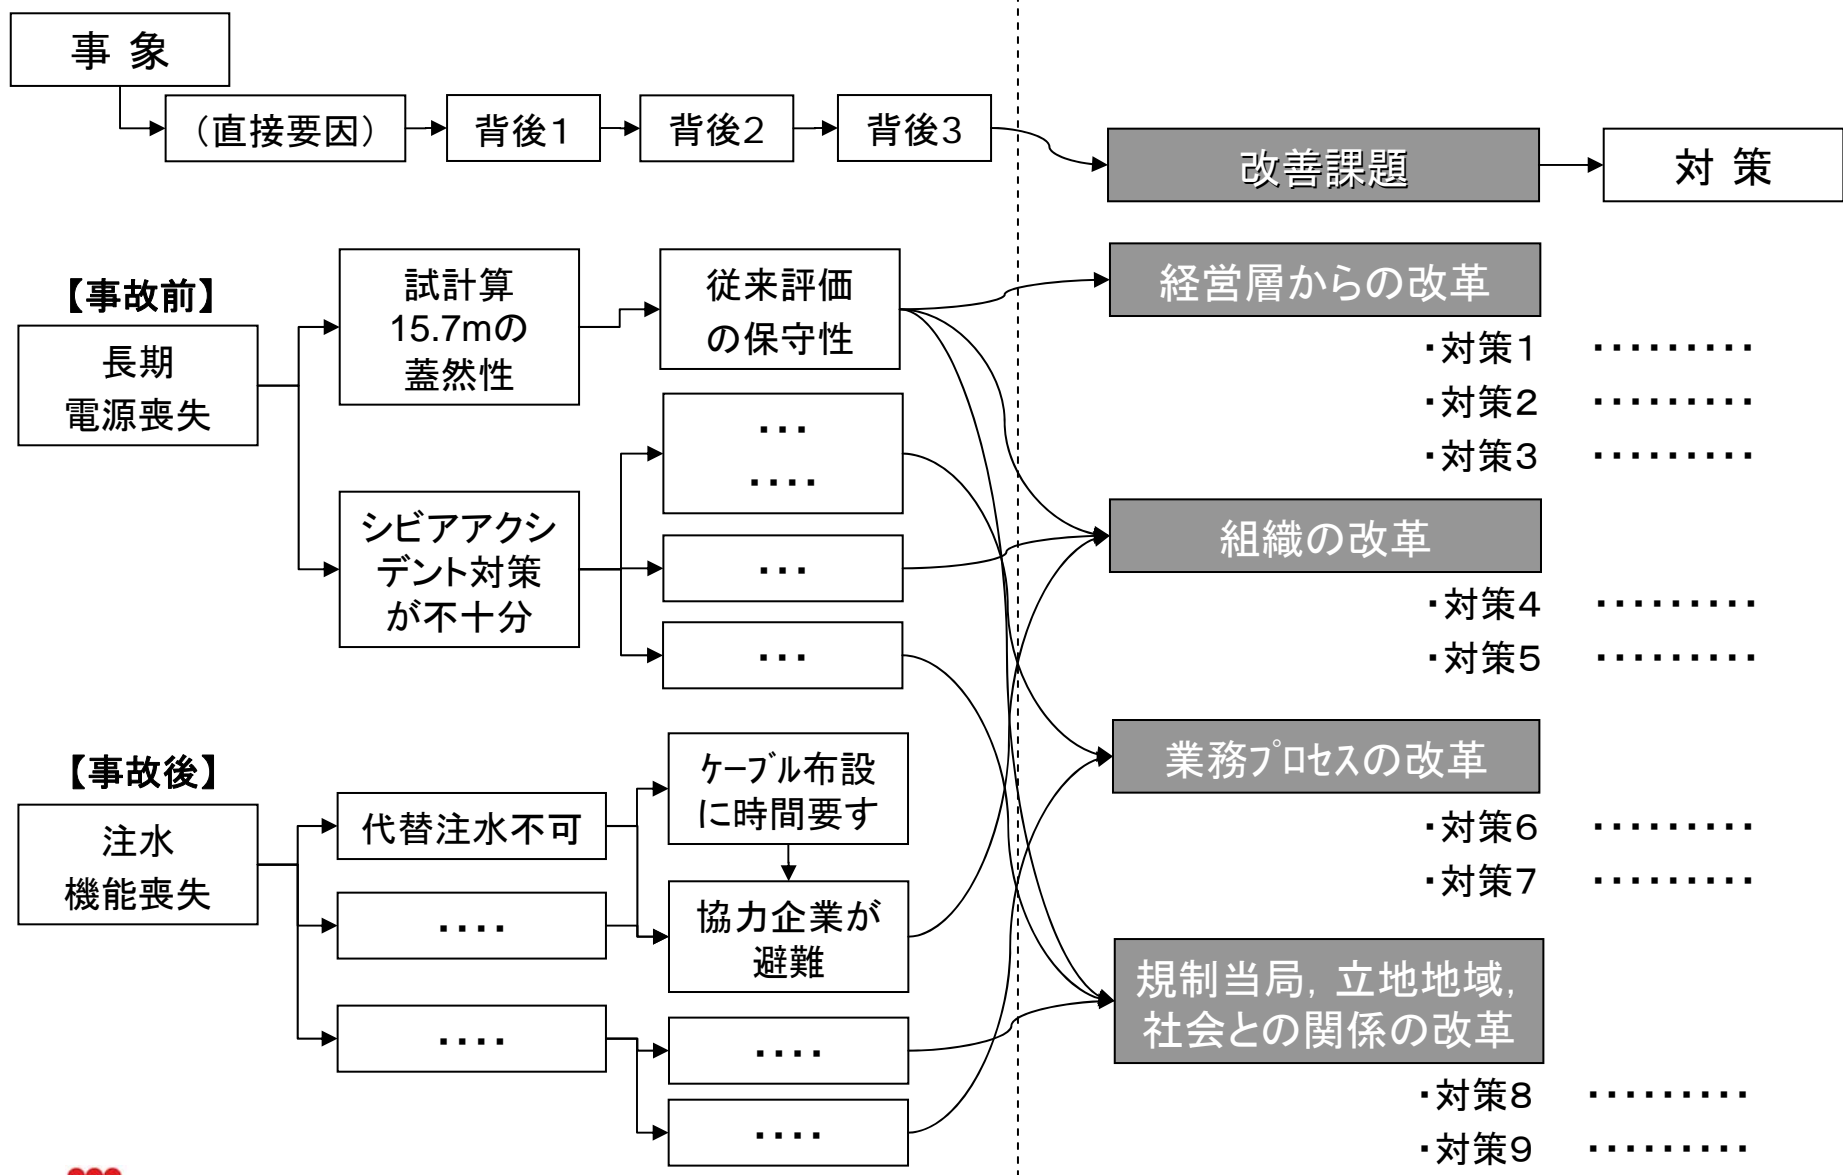 事 象
(直接要因)
背後1
背後2
背後3
改善課題
対 策
【事故前】
長期
電源喪失
試計算
15.7mの
蓋然性
従来評価
の保守性
シビアアクシ
デント対策
が不十分
・・・
・・・・
・・・
・・・
【事故後】
注水
機能喪失
代替注水不可
・・・・
・・・・
ケーブル布設
に時間要す
協力企業が
避難
・・・・
・・・・
経営層からの改革
・対策1 ・・・・・・・・・
・対策2 ・・・・・・・・・
・対策3 ・・・・・・・・・
組織の改革
・対策4 ・・・・・・・・・
・対策5 ・・・・・・・・・
業務プロセスの改革
・対策6 ・・・・・・・・・
・対策7 ・・・・・・・・・
規制当局, 立地地域,
社会との関係の改革
・対策8 ・・・・・・・・・
・対策9 ・・・・・・・・・